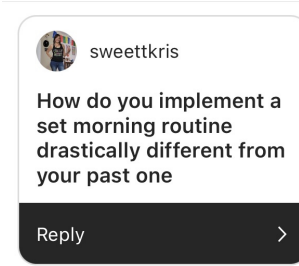 sweettkris
How do you implement a
set morning routine
drastically different from
your past one
Reply